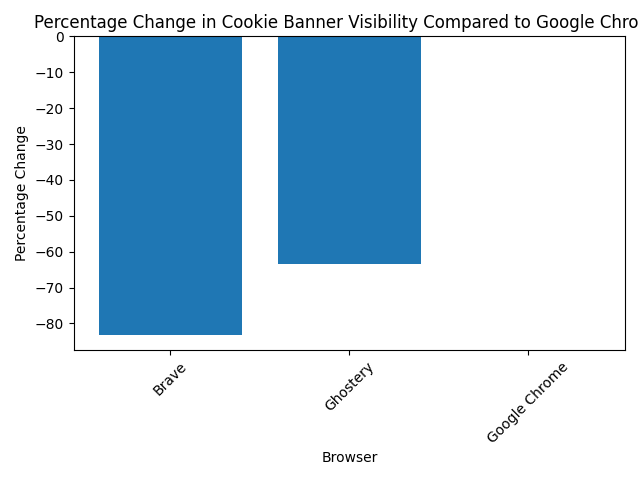 Percentage Change in Cookie Banner Visibility Compared to Google Chro
0
−10
−20
−30
−40
−50
−60
−70
−80
Percentage Change
Brave
Ghostery
Google Chrome
Browser